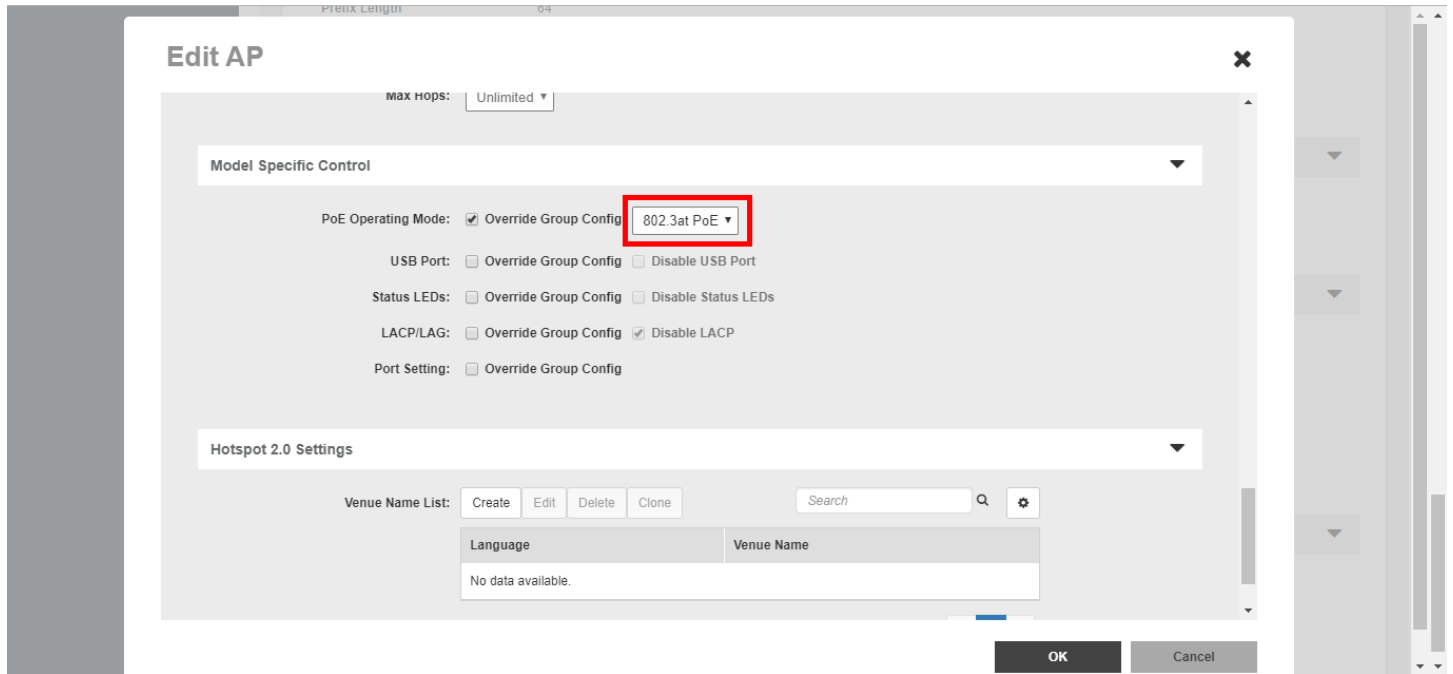 Prefix Length 64
Edit AP
Max Hops: Unlimited
Model Specific Control
PoE Operating Mode: Override Group Config 802.3at PoE
USB Port: Override Group Config Disable USB Port
Status LEDs: Override Group Config Disable Status LEDs
LACP/LAG: Override Group Config Disable LACP
Port Setting: Override Group Config
Hotspot 2.0 Settings
Venue Name List: Create Edit Delete Clone Search
Language Venue Name
No data available.
OK Cancel